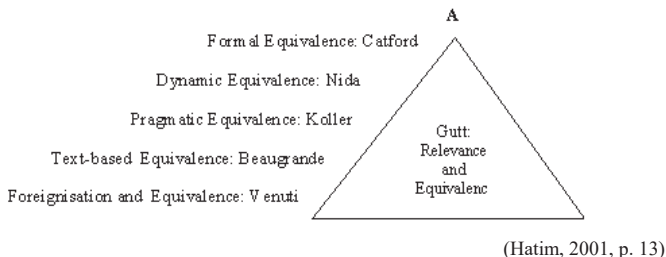 A
Formal Equivalence: Catford
Dynamic Equivalence: Nida
Pragmatic Equivalence: Koller
Text-based Equivalence: Beaugrande
Foreignisation and Equivalence: Venuti
Gutt:
Relevance
and
Equivalenc
(Hatim, 2001, p. 13)